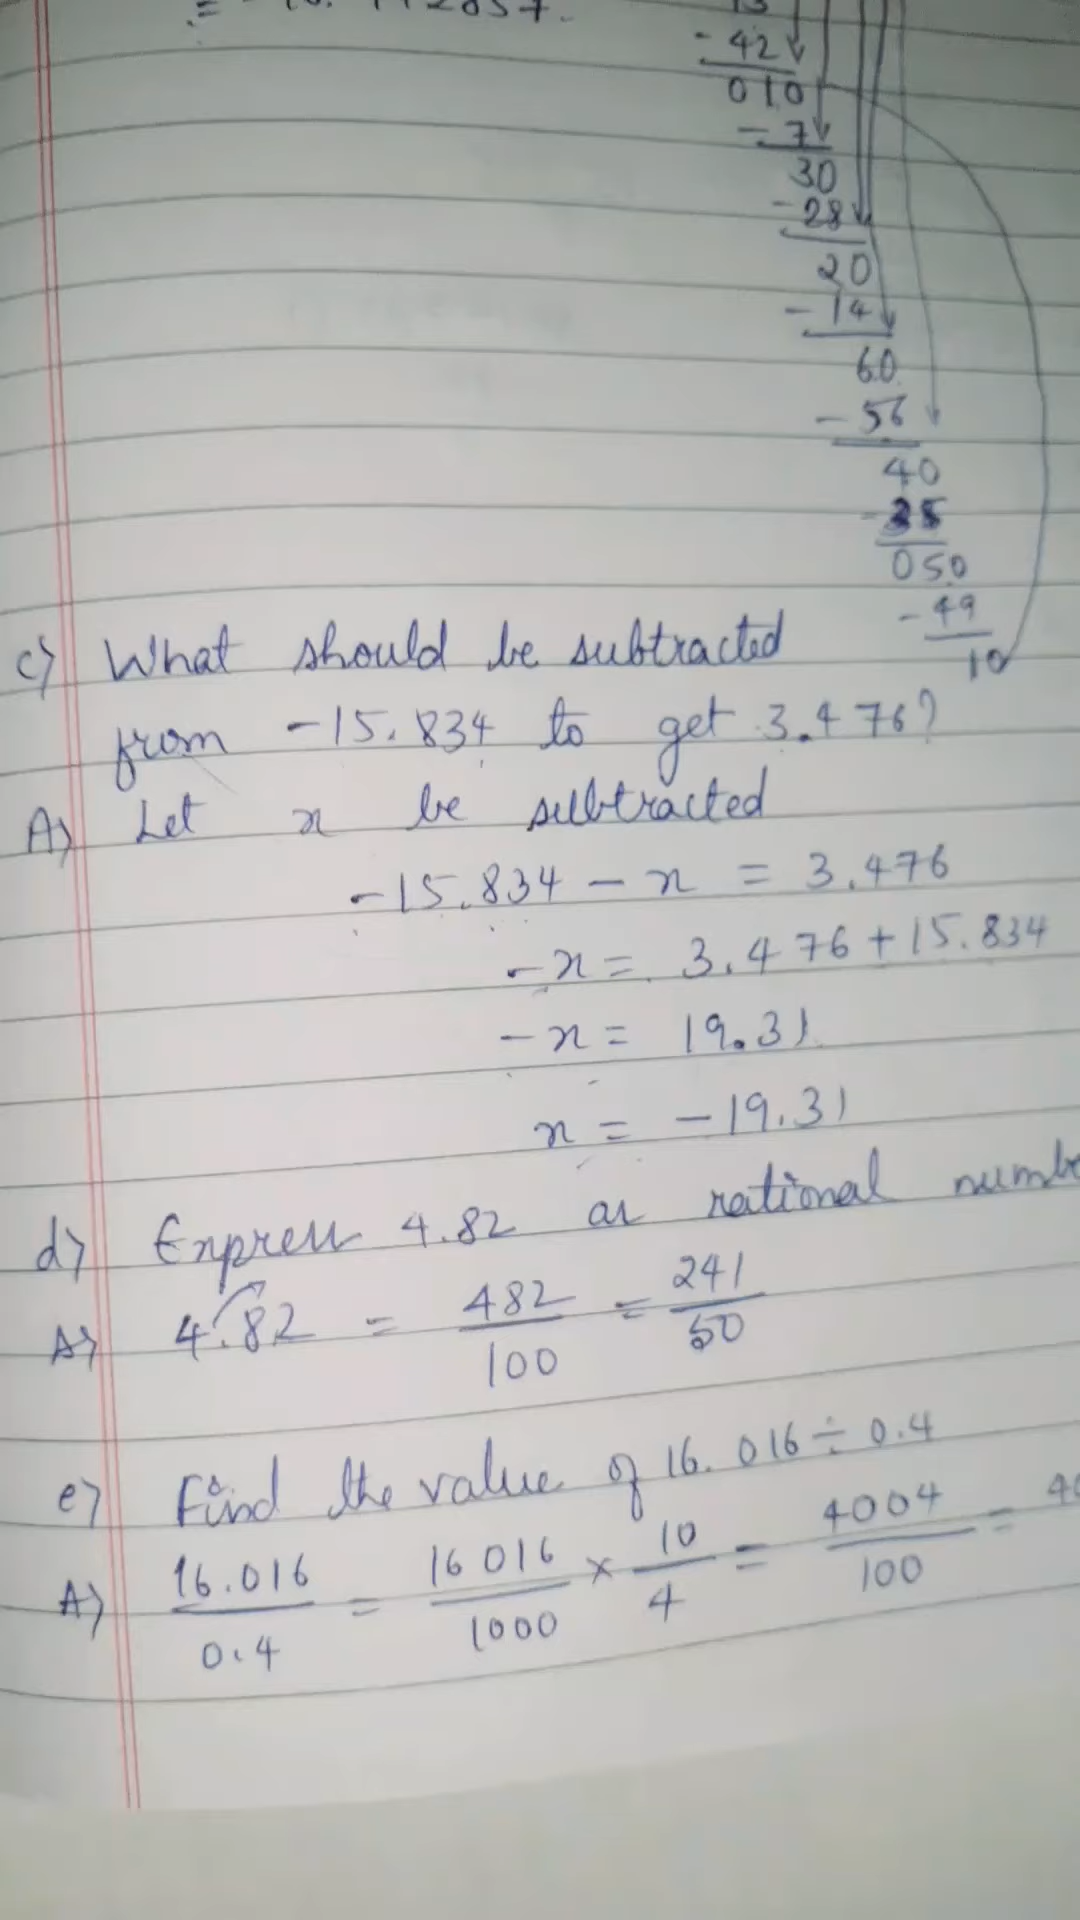 - 42
010
- 7
30
- 28
20
- 14
60
- 56
40
- 35
050
- 49
10
c) What should be subtracted
from -15.834 to get 3.476?
A) Let x be subtracted
-15.834 - x = 3.476
-x = 3.476 + 15.834
-x = 19.31
x = -19.31
d) Express 4.82 as rational numbe
A) 4.82 = 482/100 = 241/50
e) Find the value of 16.016 ÷ 0.4
A) 16.016/0.4 = 16016/1000 × 10/4 = 4004/100 = 40